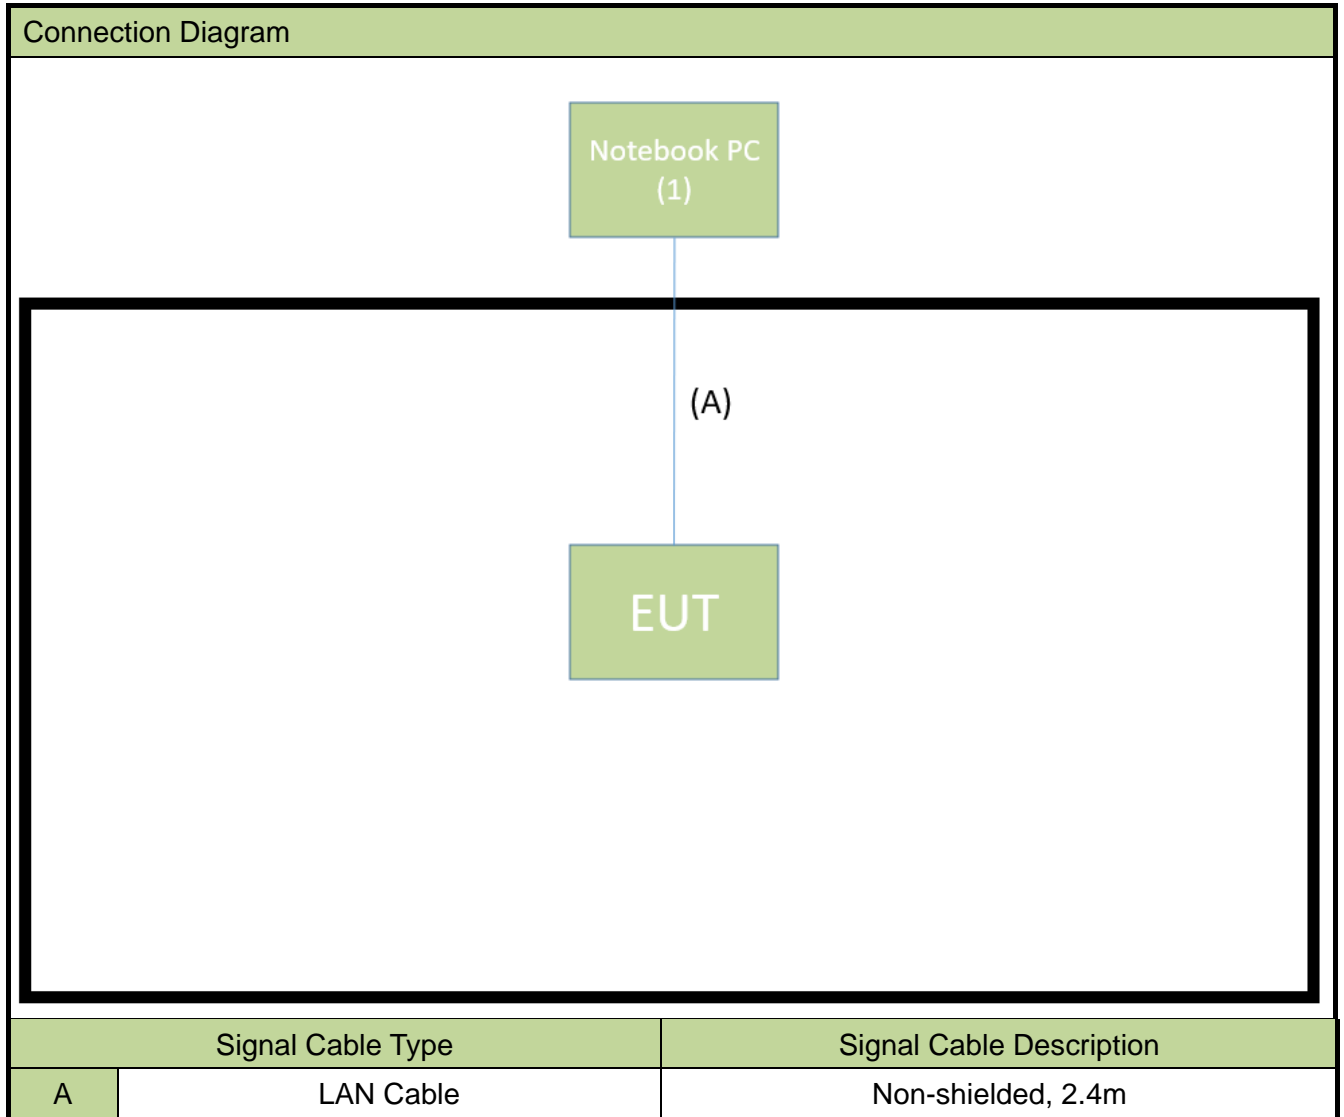 Connection Diagram
Notebook PC
(1)
(A)
EUT
Signal Cable Type Signal Cable Description
A LAN Cable Non-shielded, 2.4m